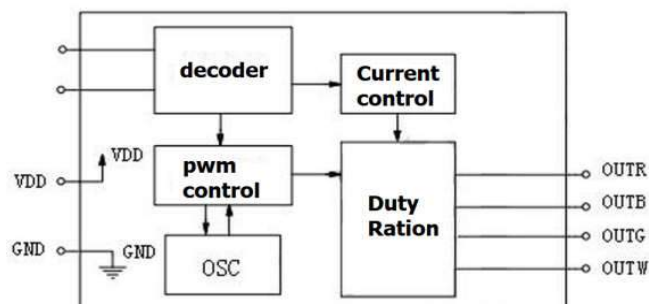 decoder
Current
control
VDD
VDD
pwm
control
Duty
Ration
OUTR
OUTB
OUTG
OUTW
GND
GND
OSC